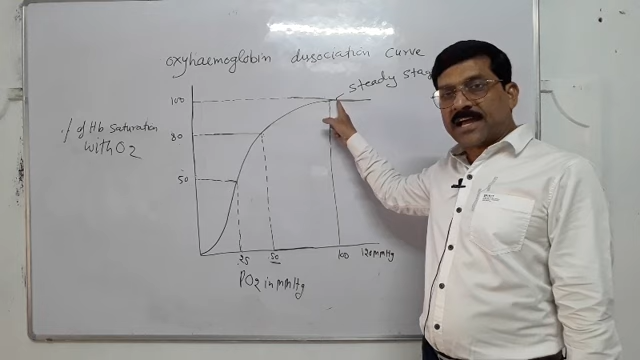 oxyhaemoglobin dissociation curve
steady stag
100
% of Hb Saturation
with O2
80
50
25
50
100
120mmHg
PO2 in mmHg